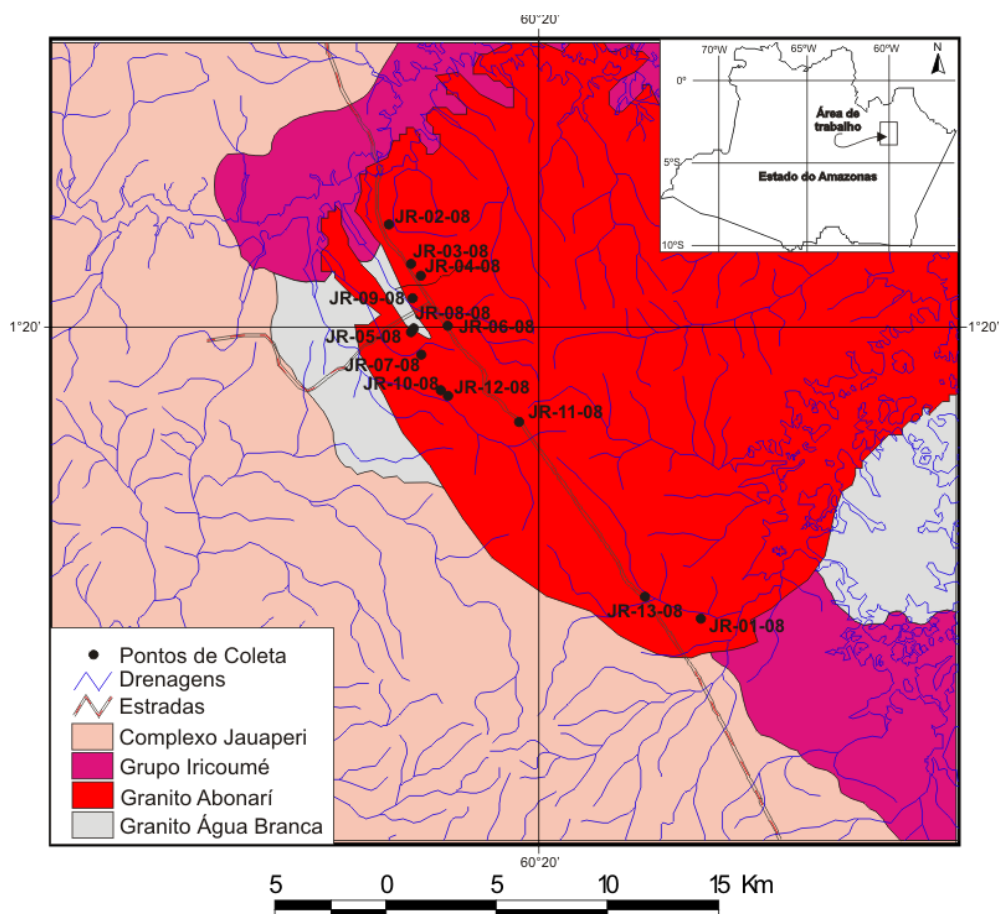 60°20'
70°W 65°W 60°W N
0°
Área de
trabalho
5°S
Estado do Amazonas
10°S
JR-02-08
JR-03-08
JR-04-08
JR-09-08
JR-08-08
1°20' JR-06-08 1°20'
JR-05-08
JR-07-08
JR-10-08 JR-12-08
JR-11-08
JR-13-08
JR-01-08
Pontos de Coleta
Drenagens
Estradas
Complexo Jauaperi
Grupo Iricoumé
Granito Abonarí
Granito Água Branca
60°20'
5 0 5 10 15 Km